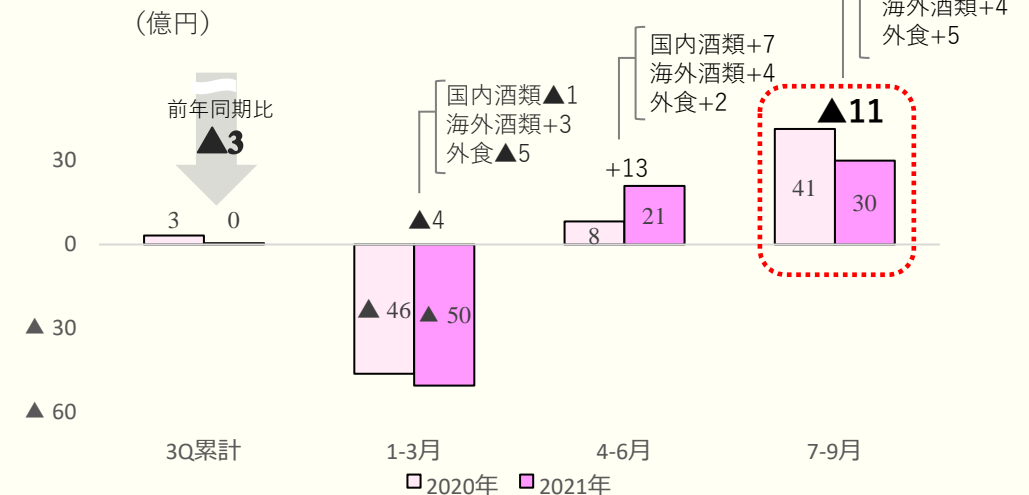 （億円）
海外酒類+4
外食+5
国内酒類+7
海外酒類+4
外食+2
国内酒類▲1
海外酒類+3
外食▲5
前年同期比
▲3
▲11
+13
▲4
30
0
▲ 30
▲ 60
3
0
▲ 46
▲ 50
8
21
41
30
3Q累計
1-3月
4-6月
7-9月
2020年
2021年